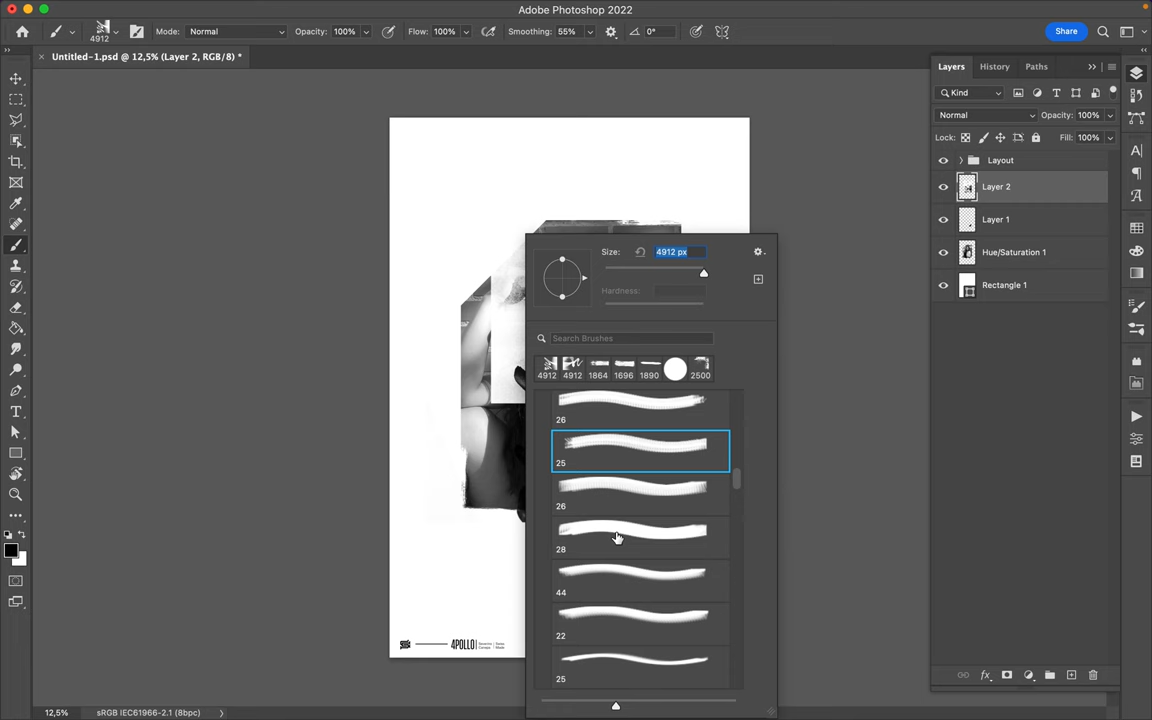 Adobe Photoshop 2022
4912
Mode: Normal
Opacity: 100%
Flow: 100%
Smoothing: 55%
0°
Share
Untitled-1.psd @ 12,5% (Layer 2, RGB/8) *
Layers
History
Paths
Kind
Normal
Opacity: 100%
Lock:
Fill: 100%
Layout
Layer 2
Layer 1
Hue/Saturation 1
Rectangle 1
Size:
4912 px
Hardness:
Search Brushes
4912
4912
1864
1696
1890
2500
26
25
26
28
44
22
25
4POLLO
12,5%
sRGB IEC61966-2.1 (8bpc)